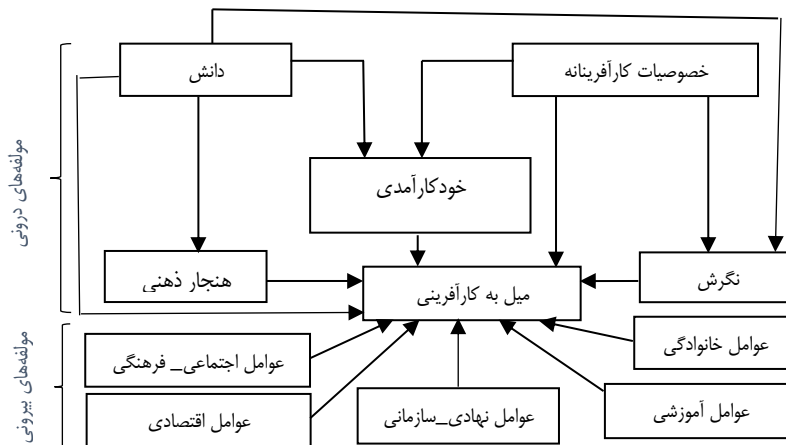 خصوصیات کارآفرینانه
دانش
مولفه‌های درونی
خودکارآمدی
نگرش
میل به کارآفرینی
هنجار ذهنی
مولفه‌های بیرونی
عوامل خانوادگی
عوامل اجتماعی_ فرهنگی
عوامل آموزشی
عوامل نهادی_سازمانی
عوامل اقتصادی